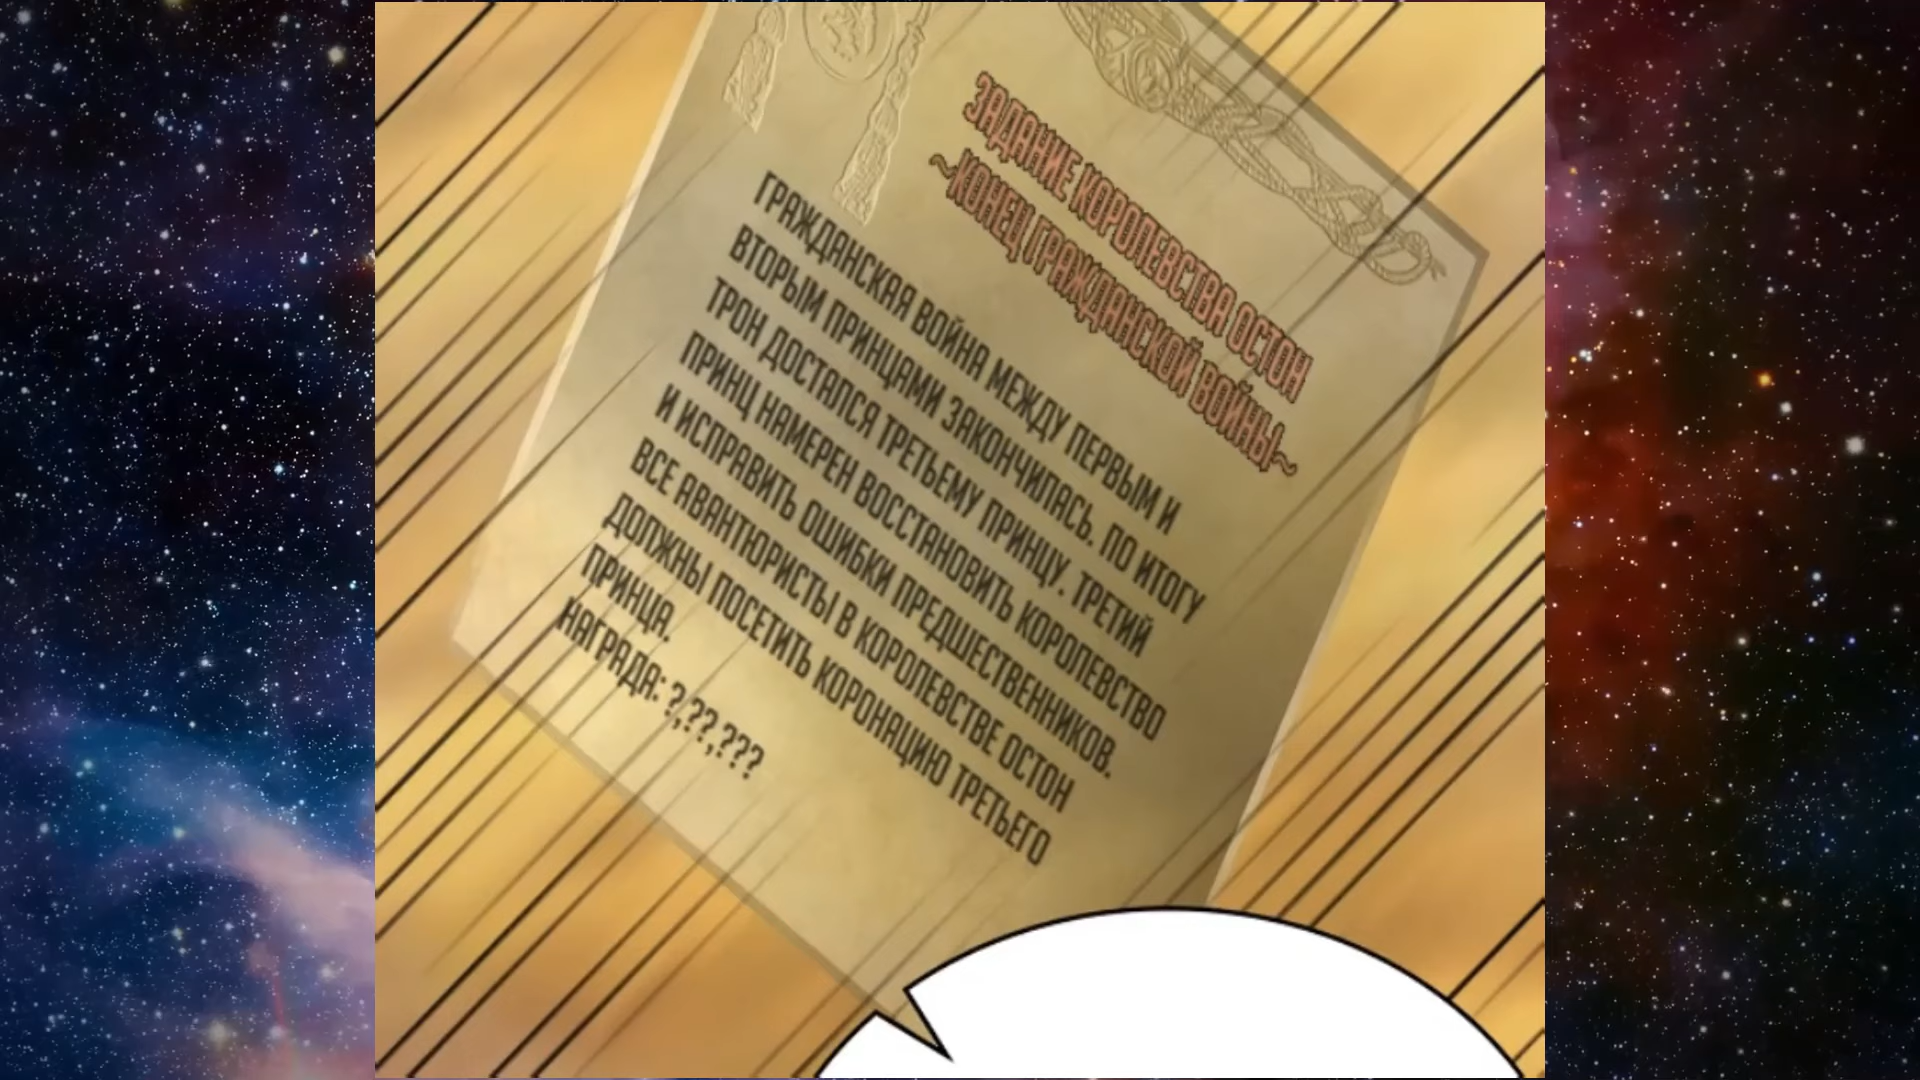 ЗАДАНИЕ КОРОЛЕВСТВА ОСТОН
~КОНЕЦ ГРАЖДАНСКОЙ ВОЙНЫ~
ГРАЖДАНСКАЯ ВОЙНА МЕЖДУ ПЕРВЫМ И
ВТОРЫМ ПРИНЦАМИ ЗАКОНЧИЛАСЬ. ПО ИТОГУ
ТРОН ДОСТАЛСЯ ТРЕТЬЕМУ ПРИНЦУ. ТРЕТИЙ
ПРИНЦ НАМЕРЕН ВОССТАНОВИТЬ КОРОЛЕВСТВО
И ИСПРАВИТЬ ОШИБКИ ПРЕДШЕСТВЕННИКОВ.
ВСЕ АВАНТЮРИСТЫ В КОРОЛЕВСТВЕ ОСТОН
ДОЛЖНЫ ПОСЕТИТЬ КОРОНАЦИЮ ТРЕТЬЕГО
ПРИНЦА.
НАГРАДА: ?,??,???